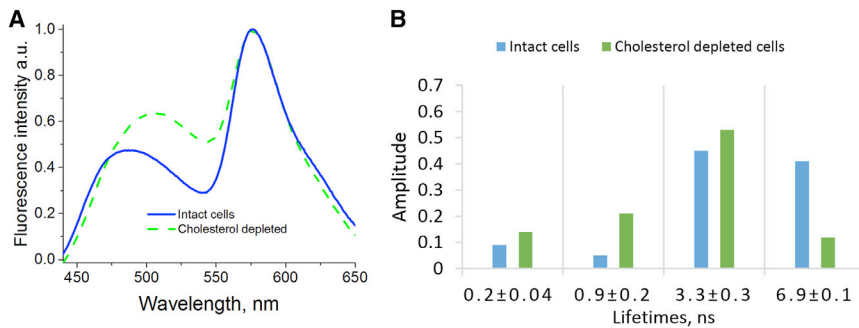 A
Fluorescence intensity a.u.
1.0
0.8
0.6
0.4
0.2
0.0
Intact cells
Cholesterol depleted
450 500 550 600 650
Wavelength, nm
B
Intact cells Cholesterol depleted cells
Amplitude
0.7
0.6
0.5
0.4
0.3
0.2
0.1
0
0.2±0.04 0.9±0.2 3.3±0.3 6.9±0.1
Lifetimes, ns